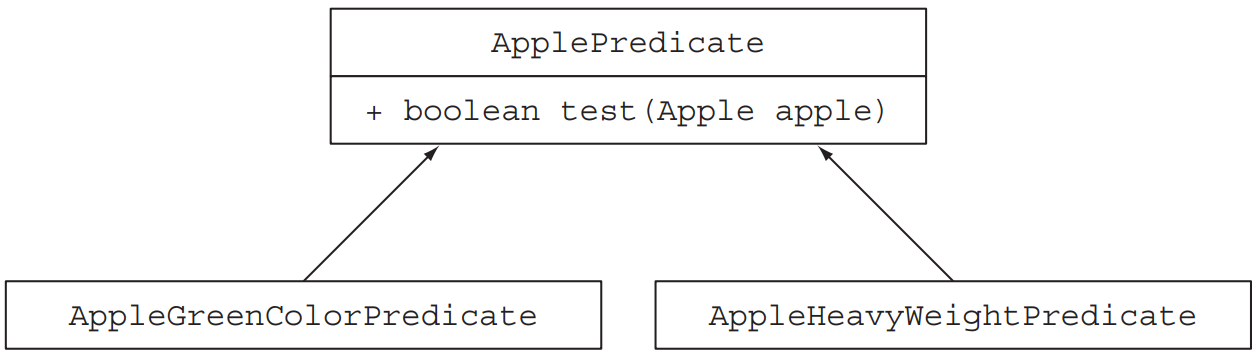 ApplePredicate
+ boolean test(Apple apple)
AppleGreenColorPredicate
AppleHeavyWeightPredicate